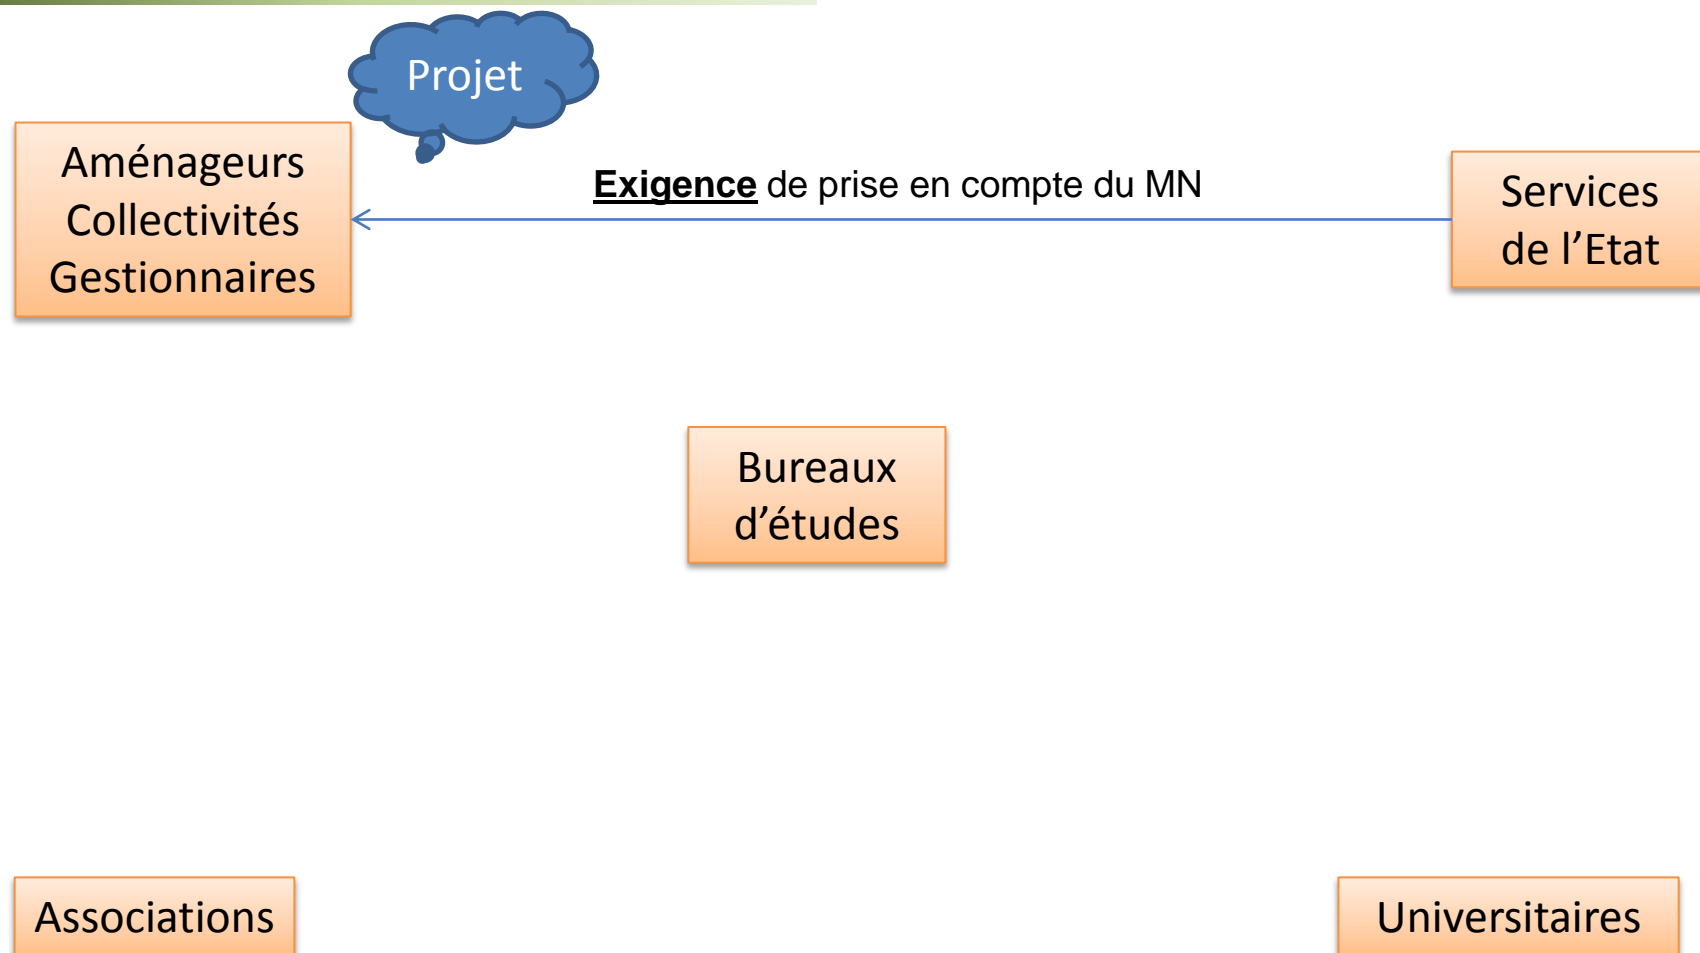 Projet
Aménageurs
Collectivités
Gestionnaires
Exigence de prise en compte du MN
Services
de l’Etat
Bureaux
d’études
Associations
Universitaires